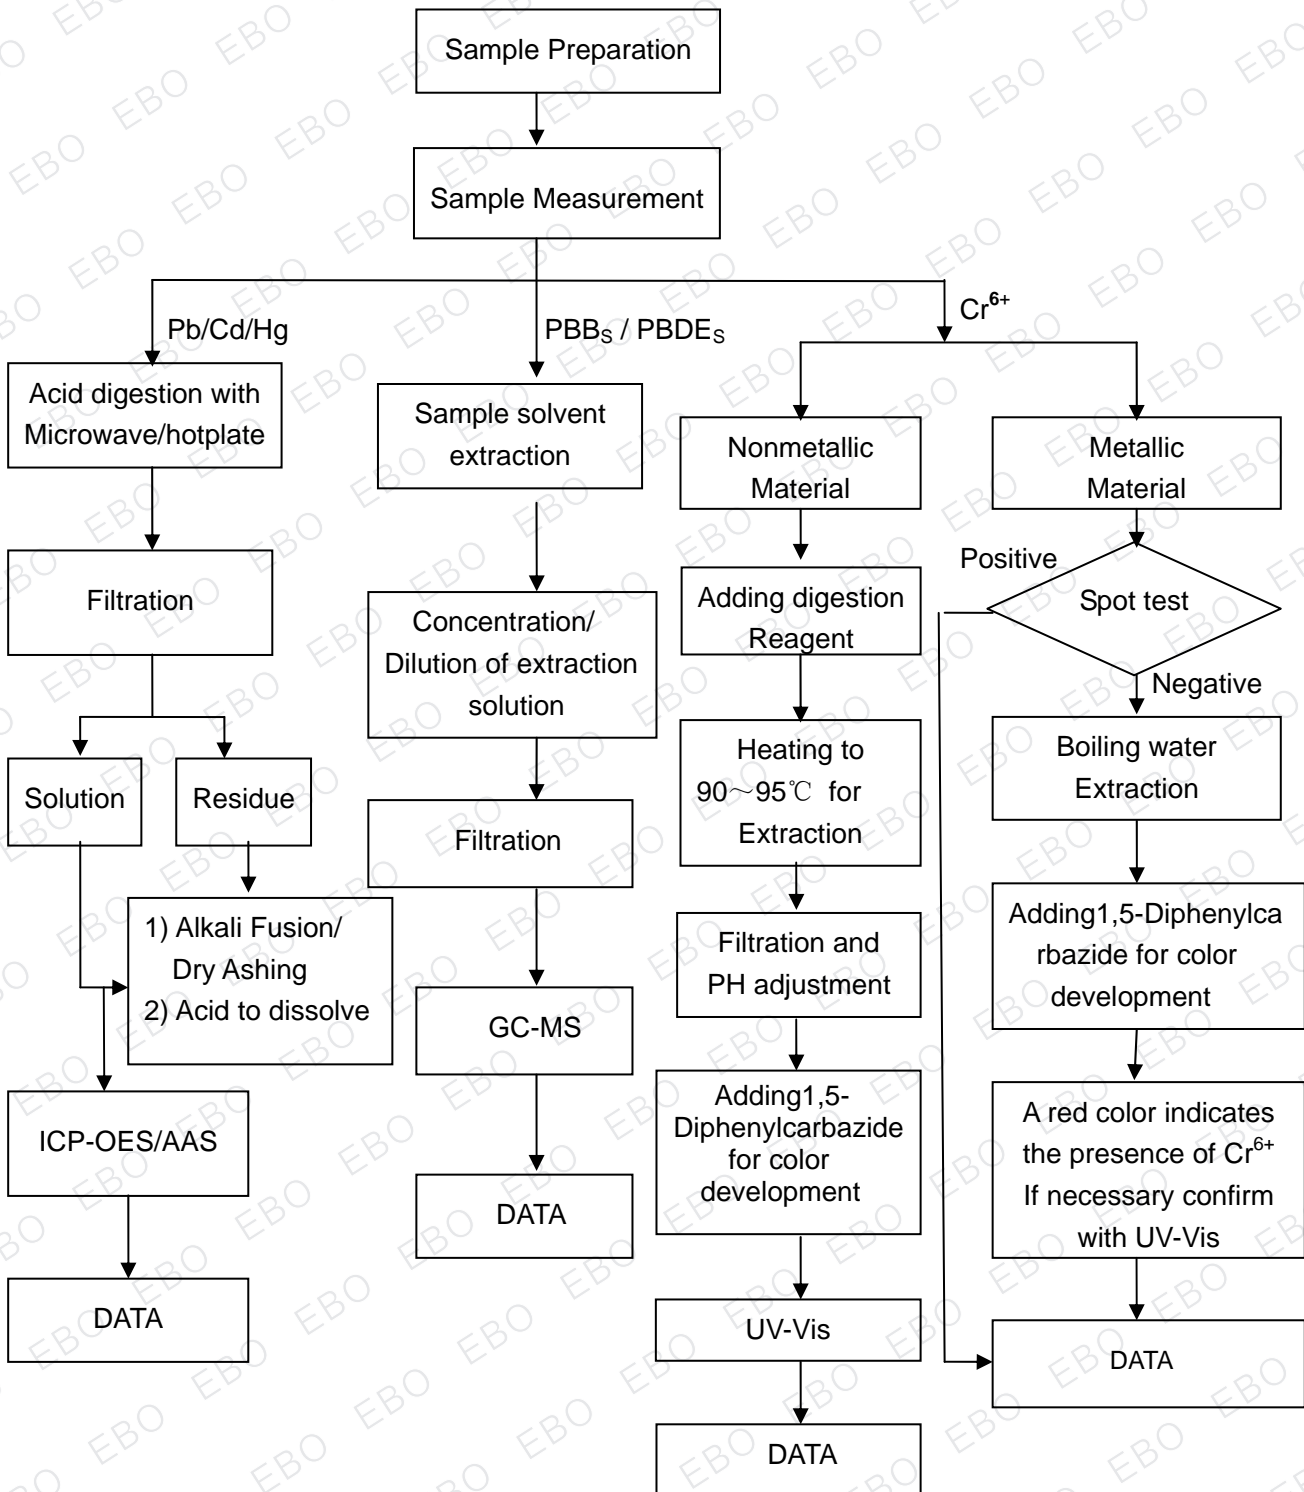 Sample Preparation
Sample Measurement
Pb/Cd/Hg
Acid digestion with
Microwave/hotplate
Filtration
Solution
Residue
1) Alkali Fusion/
Dry Ashing
2) Acid to dissolve
ICP-OES/AAS
DATA
PBBS / PBDES
Sample solvent
extraction
Concentration/
Dilution of extraction
solution
Filtration
GC-MS
DATA
Cr6+
Nonmetallic
Material
Adding digestion
Reagent
Heating to
90～95℃ for
Extraction
Filtration and
PH adjustment
Adding1,5-
Diphenylcarbazide
for color
development
UV-Vis
DATA
Metallic
Material
Spot test
Positive
Negative
Boiling water
Extraction
Adding1,5-Diphenylca
rbazide for color
development
A red color indicates
the presence of Cr6+
If necessary confirm
with UV-Vis
DATA
EBO